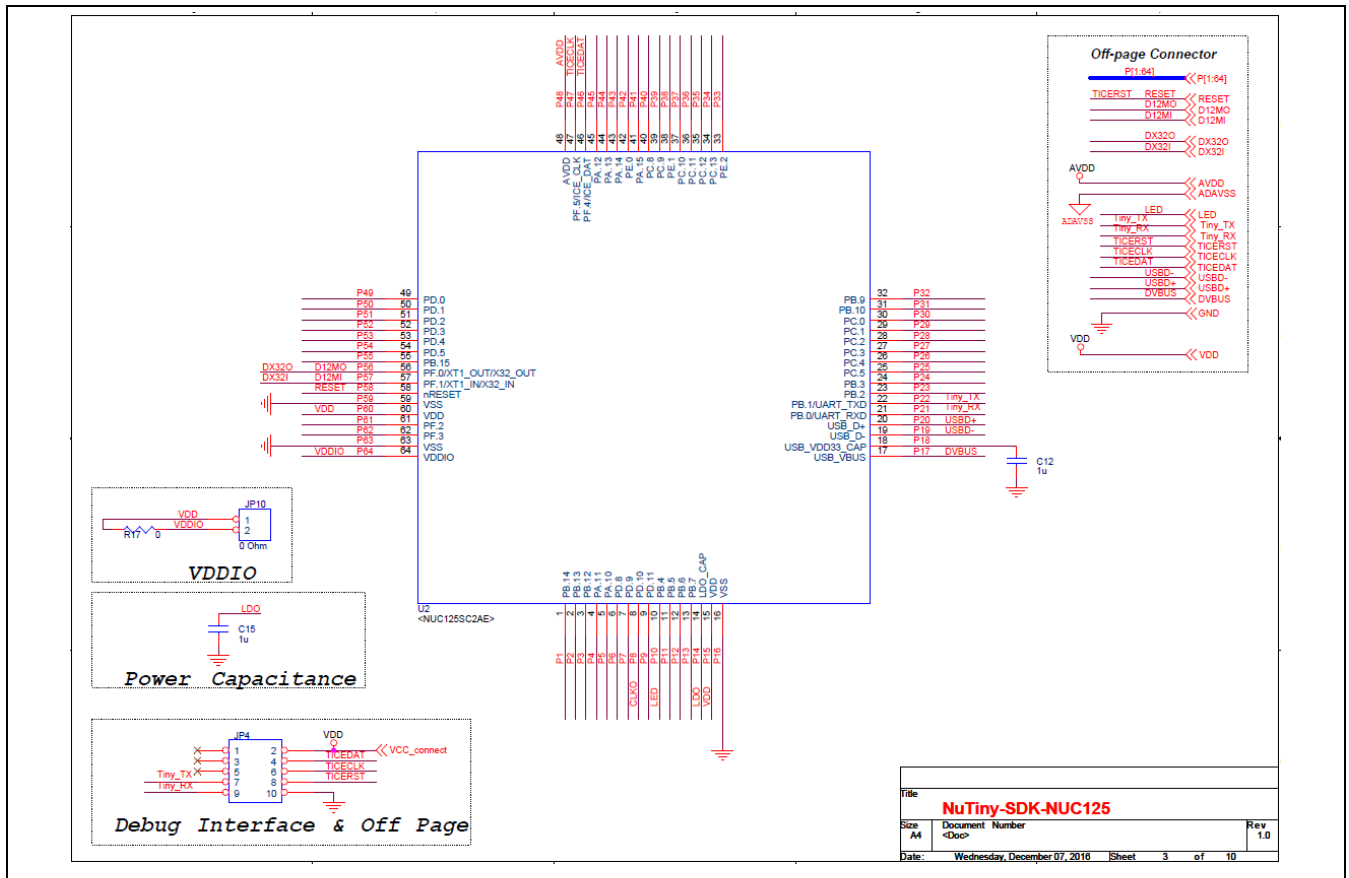 Off-page Connector
P[1:64]
P[1:64]
TICERST RESET
RESET
D12MO
D12MO
D12MI
D12MI
DX32O
DX32O
DX32I
DX32I
AVDD
AVDD
ADAVSS
ADAVSS
LED
LED
Tiny_TX
Tiny_TX
Tiny_RX
Tiny_RX
TICERST
TICERST
TICECLK
TICECLK
TICEDAT
TICEDAT
USBD-
USBD-
USBD+
USBD+
DVBUS
DVBUS
GND
VDD
VDD
AVDD
TICECLK
TICEDAT
P48
P47
P46
P45
P44
P43
P42
P41
P40
P39
P38
P37
P36
P35
P34
P33
48
47
46
45
44
43
42
41
40
39
38
37
36
35
34
33
AVDD
PF.5/ICE_CLK
PF.4/ICE_DAT
PA.12
PA.13
PA.14
PE.0
PA.15
PC.8
PC.9
PE.1
PC.10
PC.11
PC.12
PC.13
PE.2
P49 49 PD.0
P50 50 PD.1
P51 51 PD.2
P52 52 PD.3
P53 53 PD.4
P54 54 PD.5
P55 55 PB.15
DX32O D12MO P56 56 PF.0/XT1_OUT/X32_OUT
DX32I D12MI P57 57 PF.1/XT1_IN/X32_IN
RESET P58 58 nRESET
P59 59 VSS
VDD P60 60 VDD
P61 61 PF.2
P62 62 PF.3
P63 63 VSS
VDDIO P64 64 VDDIO
PB.9 32 P32
PB.10 31 P31
PC.0 30 P30
PC.1 29 P29
PC.2 28 P28
PC.3 27 P27
PC.4 26 P26
PC.5 25 P25
PB.3 24 P24
PB.2 23 P23
PB.1/UART_TXD 22 P22 Tiny_TX
PB.0/UART_RXD 21 P21 Tiny_RX
USB_D+ 20 P20 USBD+
USB_D- 19 P19 USBD-
USB_VDD33_CAP 18 P18
USB_VBUS 17 P17 DVBUS
C12
1u
PB.14
PB.13
PB.12
PA.11
PA.10
PD.8
PD.9
PD.10
PD.11
PB.4
PB.5
PB.6
PB.7
LDO_CAP
VDD
VSS
1
2
3
4
5
6
7
8
9
10
11
12
13
14
15
16
P1
P2
P3
P4
P5
P6
P7
P8
P9
P10
P11
P12
P13
P14
P15
P16
CLKO
LED
LDO
VDD
U2
<NUC125SC2AE>
JP10
VDD 1
VDDIO 2
R17 0
0 Ohm
VDDIO
LDO
C15
1u
Power Capacitance
JP4
VDD
1 2 VCC_connect
3 4 TICEDAT
5 6 TICECLK
Tiny_TX 7 8 TICERST
Tiny_RX 9 10
Debug Interface & Off Page
Title
NuTiny-SDK-NUC125
Size Document Number Rev
A4 <Doc> 1.0
Date: Wednesday, December 07, 2016 Sheet 3 of 10